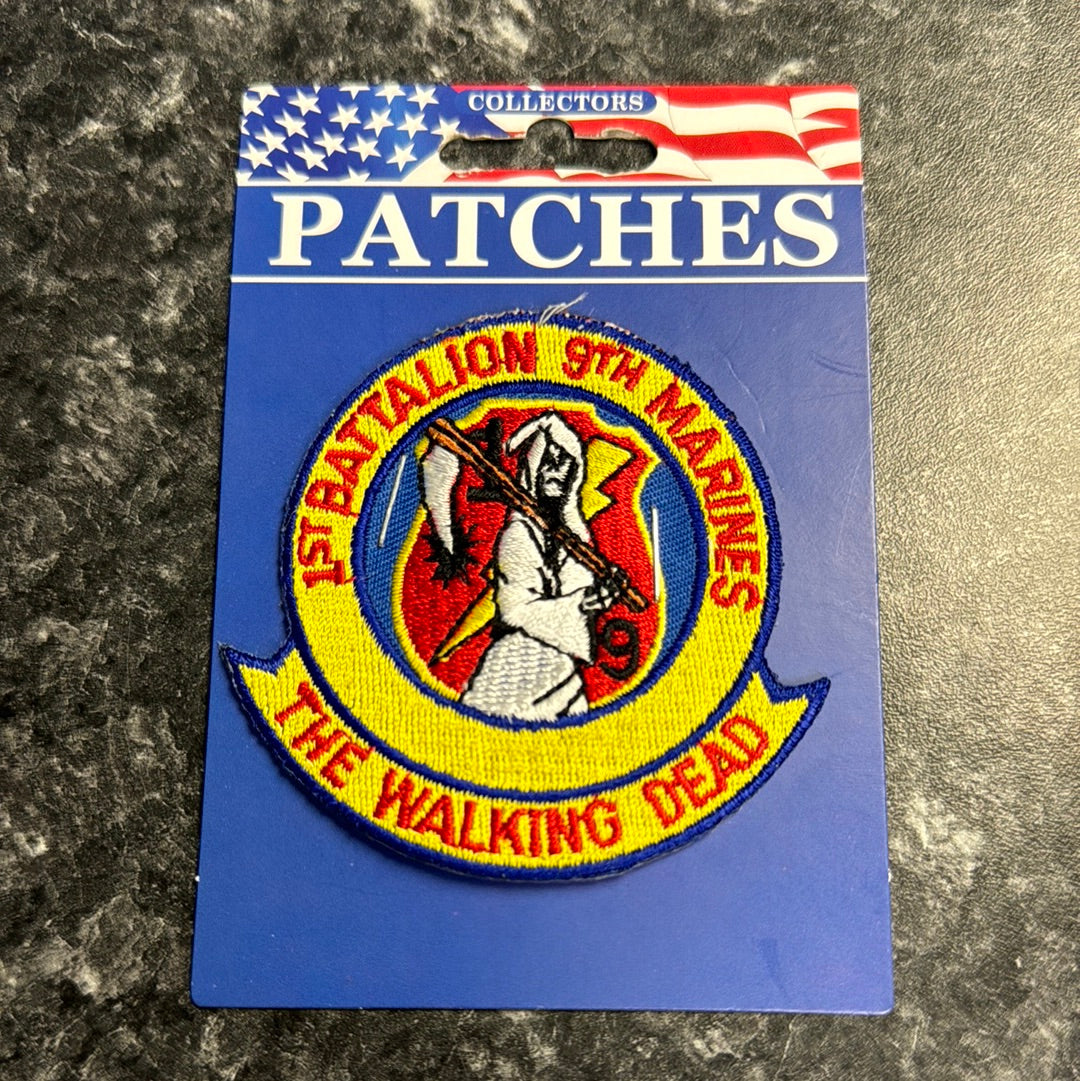 COLLECTORS
PATCHES
1ST BATTALION 9TH MARINES
1
9
THE WALKING DEAD